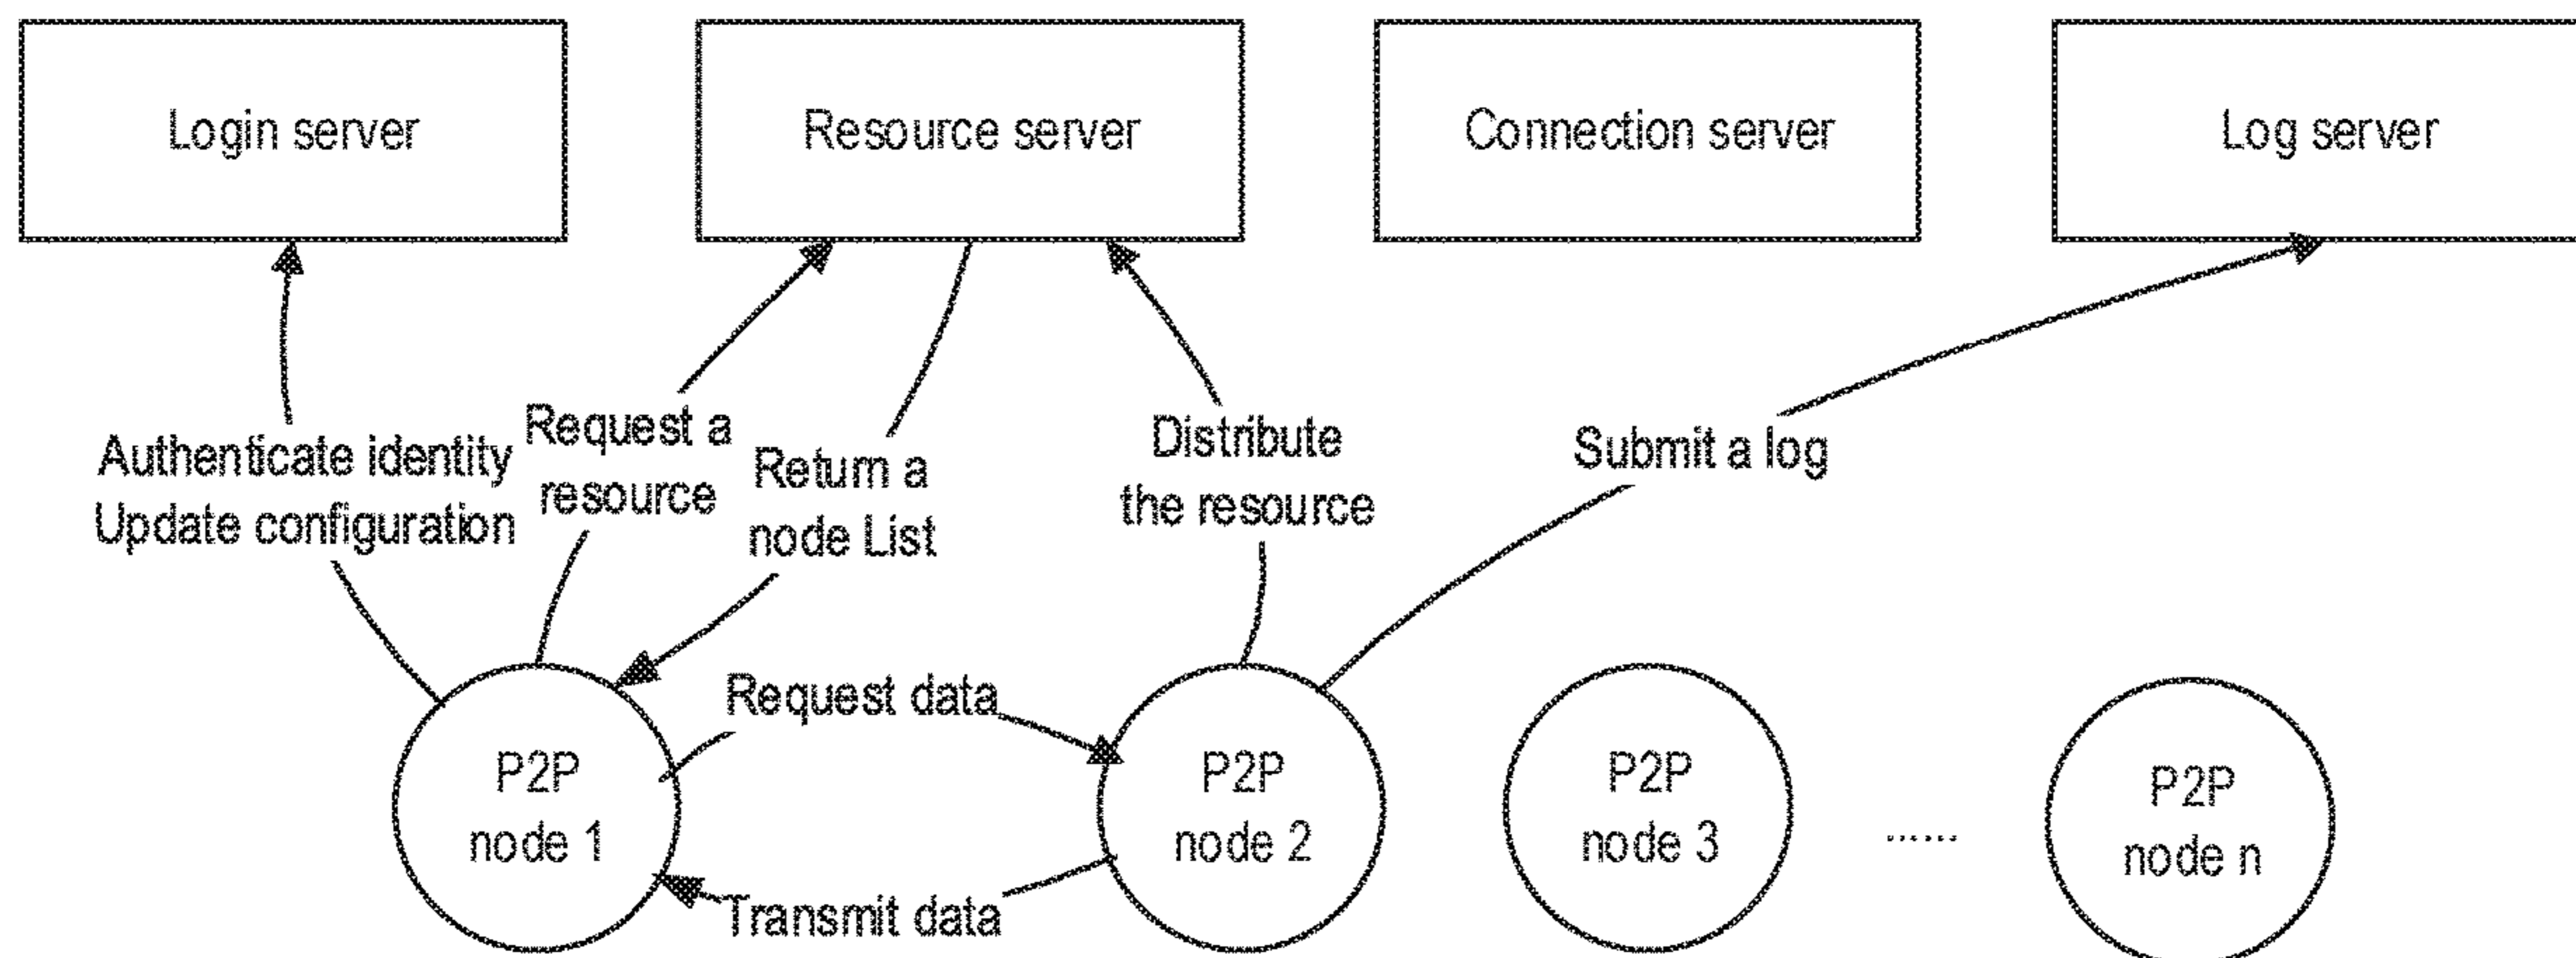 Login server
Resource server
Connection server
Log server
Authenticate identity
Update configuration
Request a
resource
Return a
node List
Distribute
the resource
Submit a log
Request data
Transmit data
P2P
node 1
P2P
node 2
P2P
node 3
......
P2P
node n